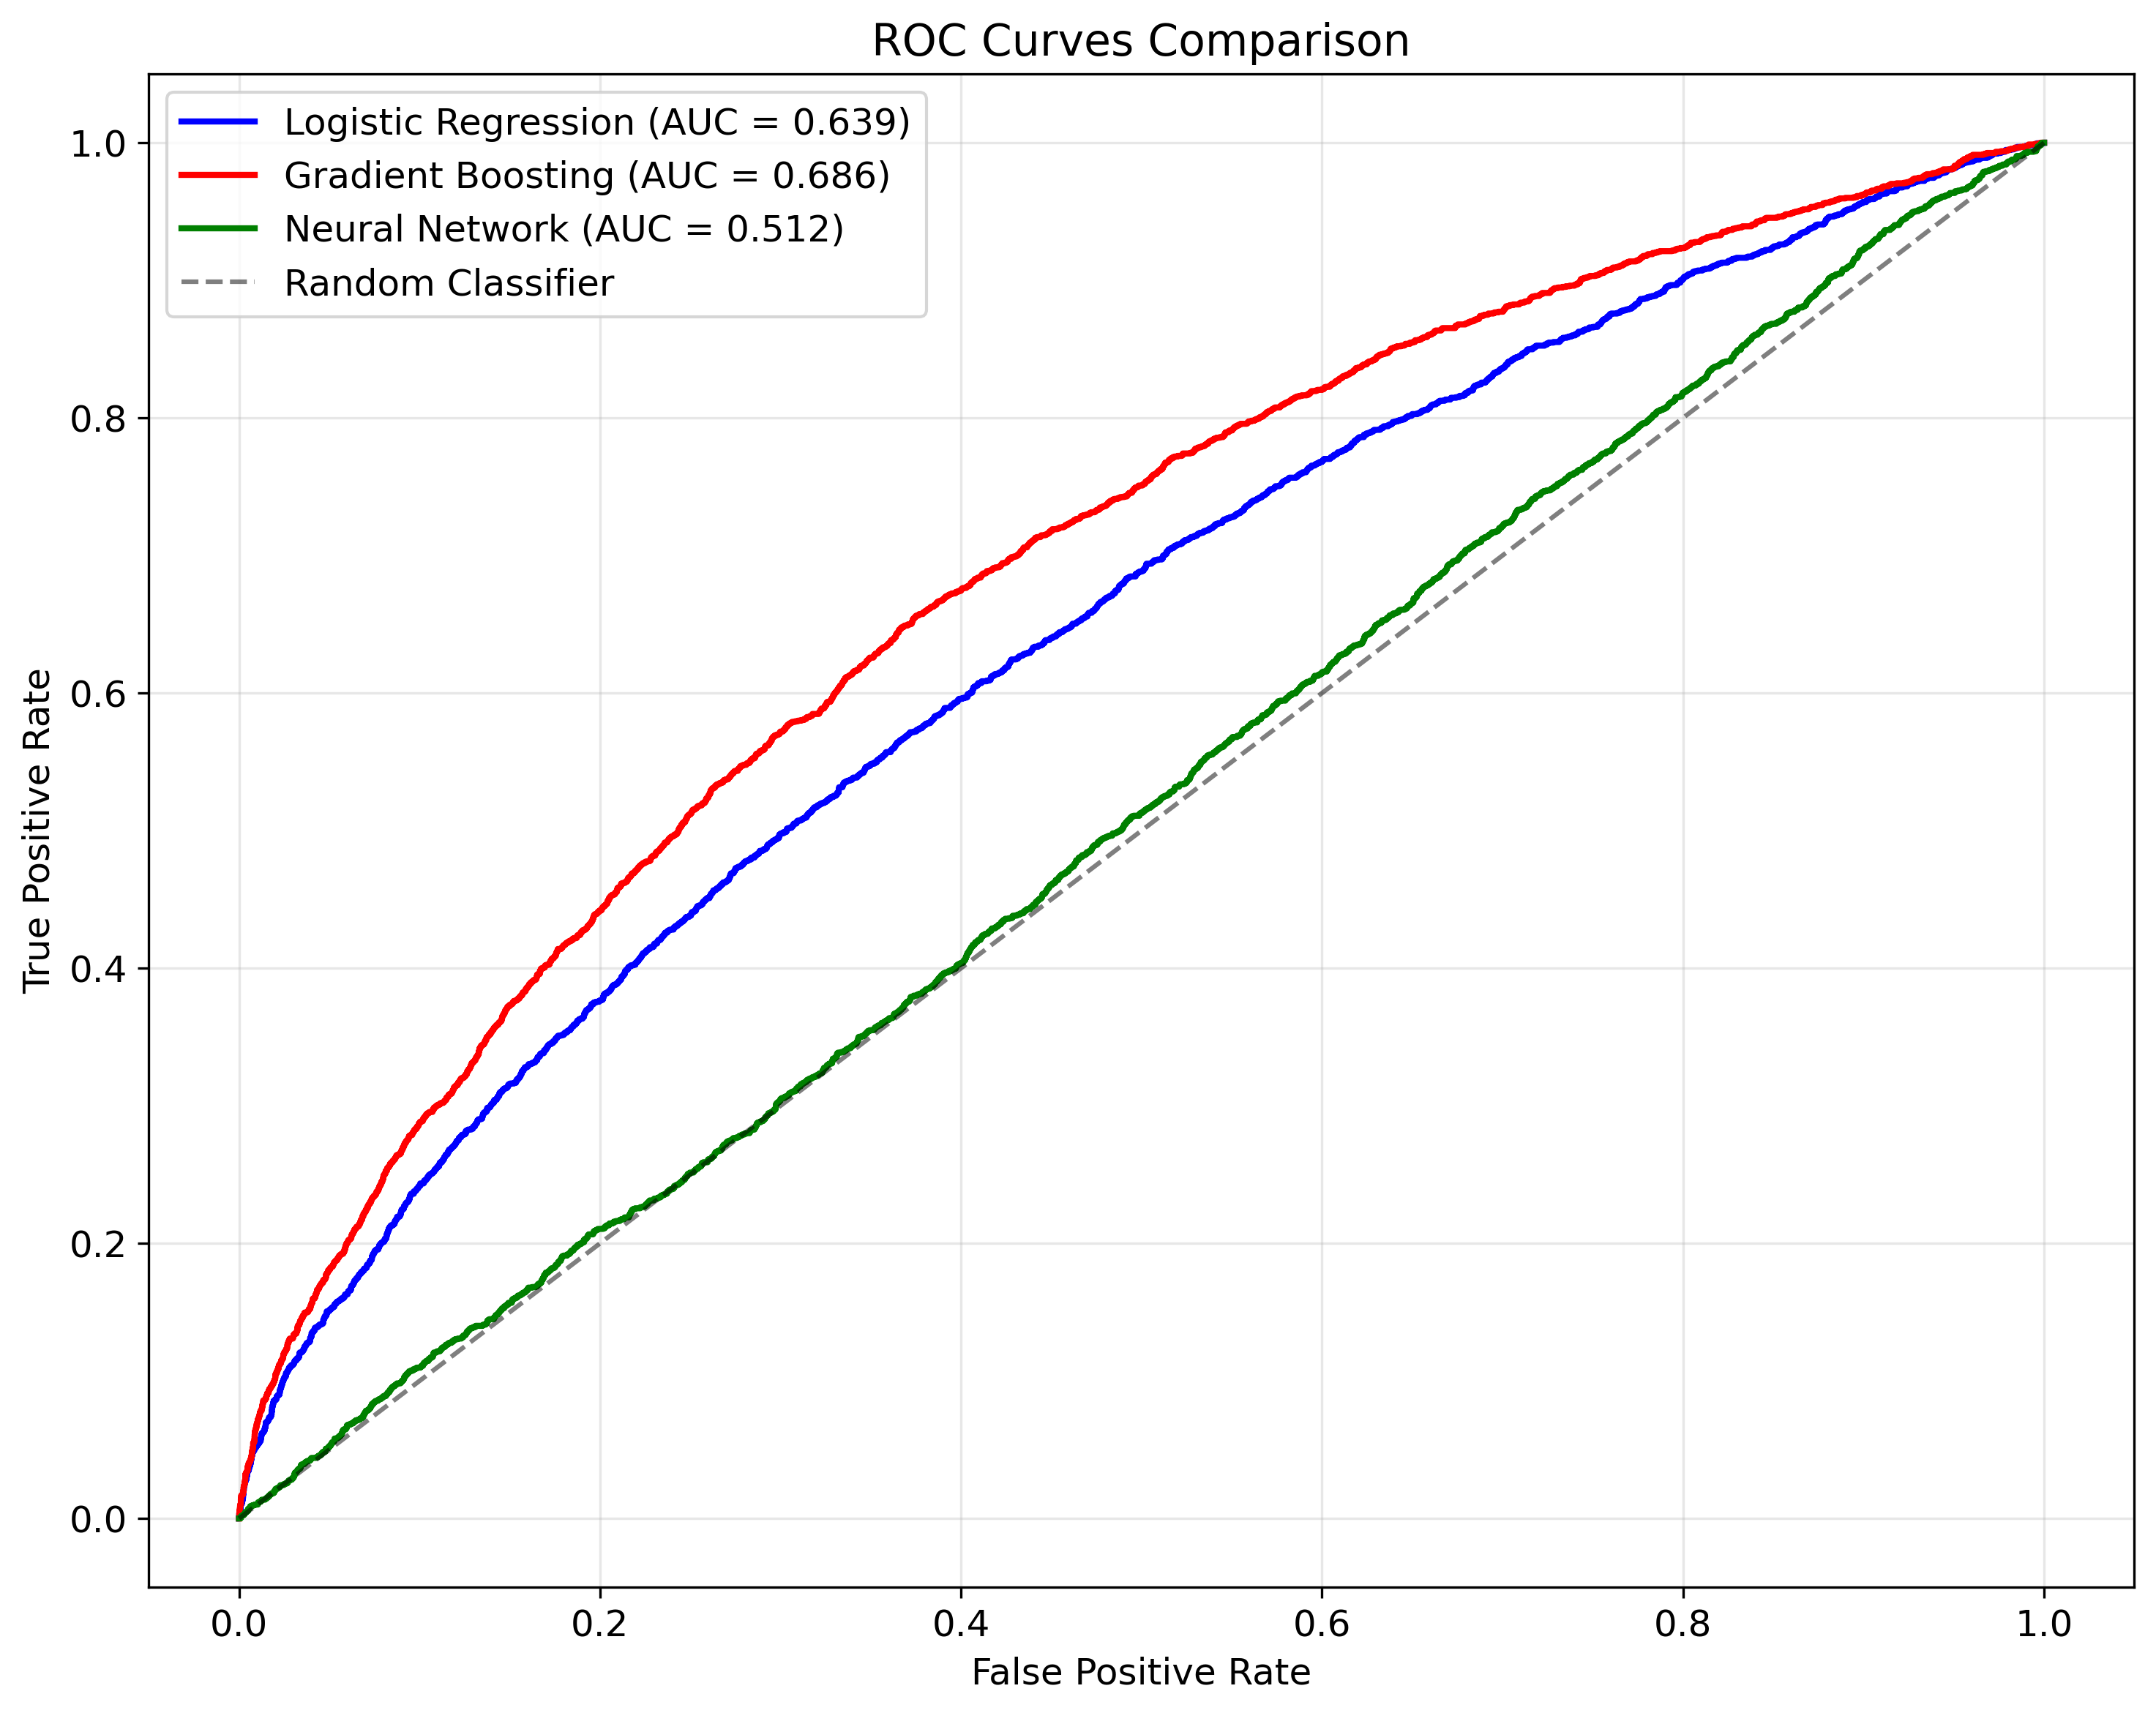 ROC Curves Comparison
Logistic Regression (AUC = 0.639)
Gradient Boosting (AUC = 0.686)
Neural Network (AUC = 0.512)
Random Classifier
True Positive Rate
1.0
0.8
0.6
0.4
0.2
0.0
0.0 0.2 0.4 0.6 0.8 1.0
False Positive Rate